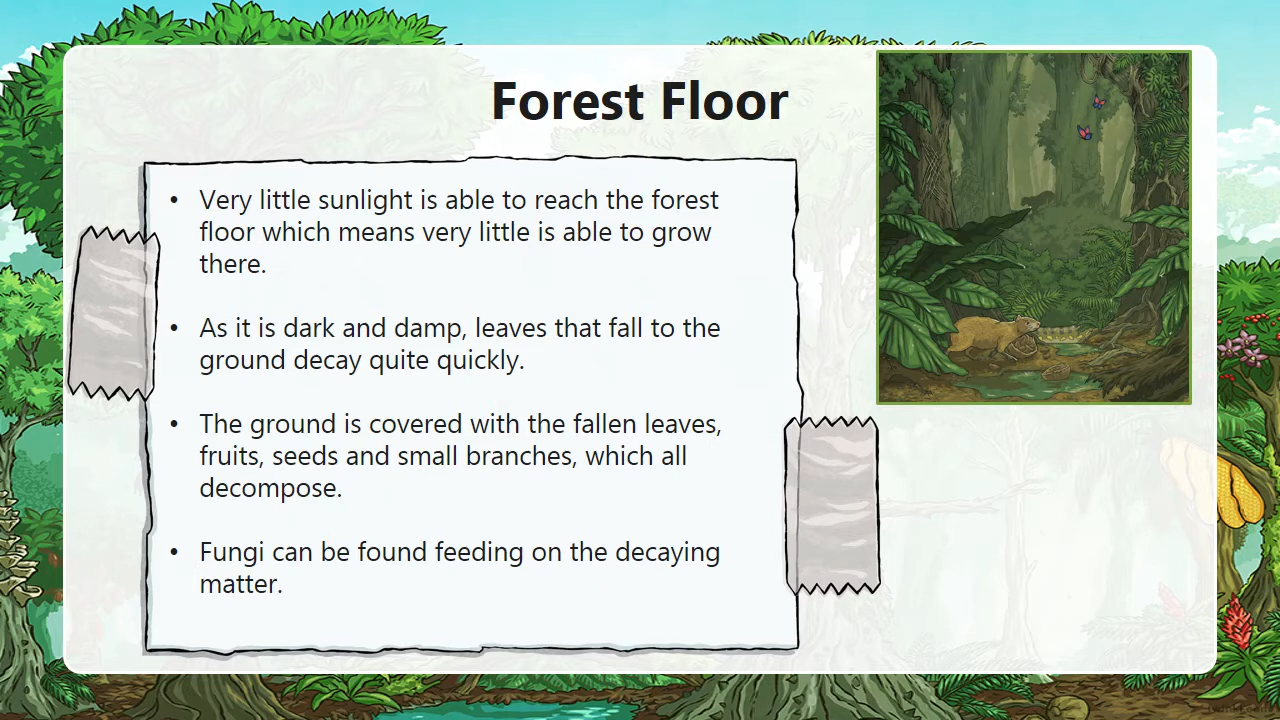 Forest Floor
• Very little sunlight is able to reach the forest
floor which means very little is able to grow
there.
• As it is dark and damp, leaves that fall to the
ground decay quite quickly.
• The ground is covered with the fallen leaves,
fruits, seeds and small branches, which all
decompose.
• Fungi can be found feeding on the decaying
matter.